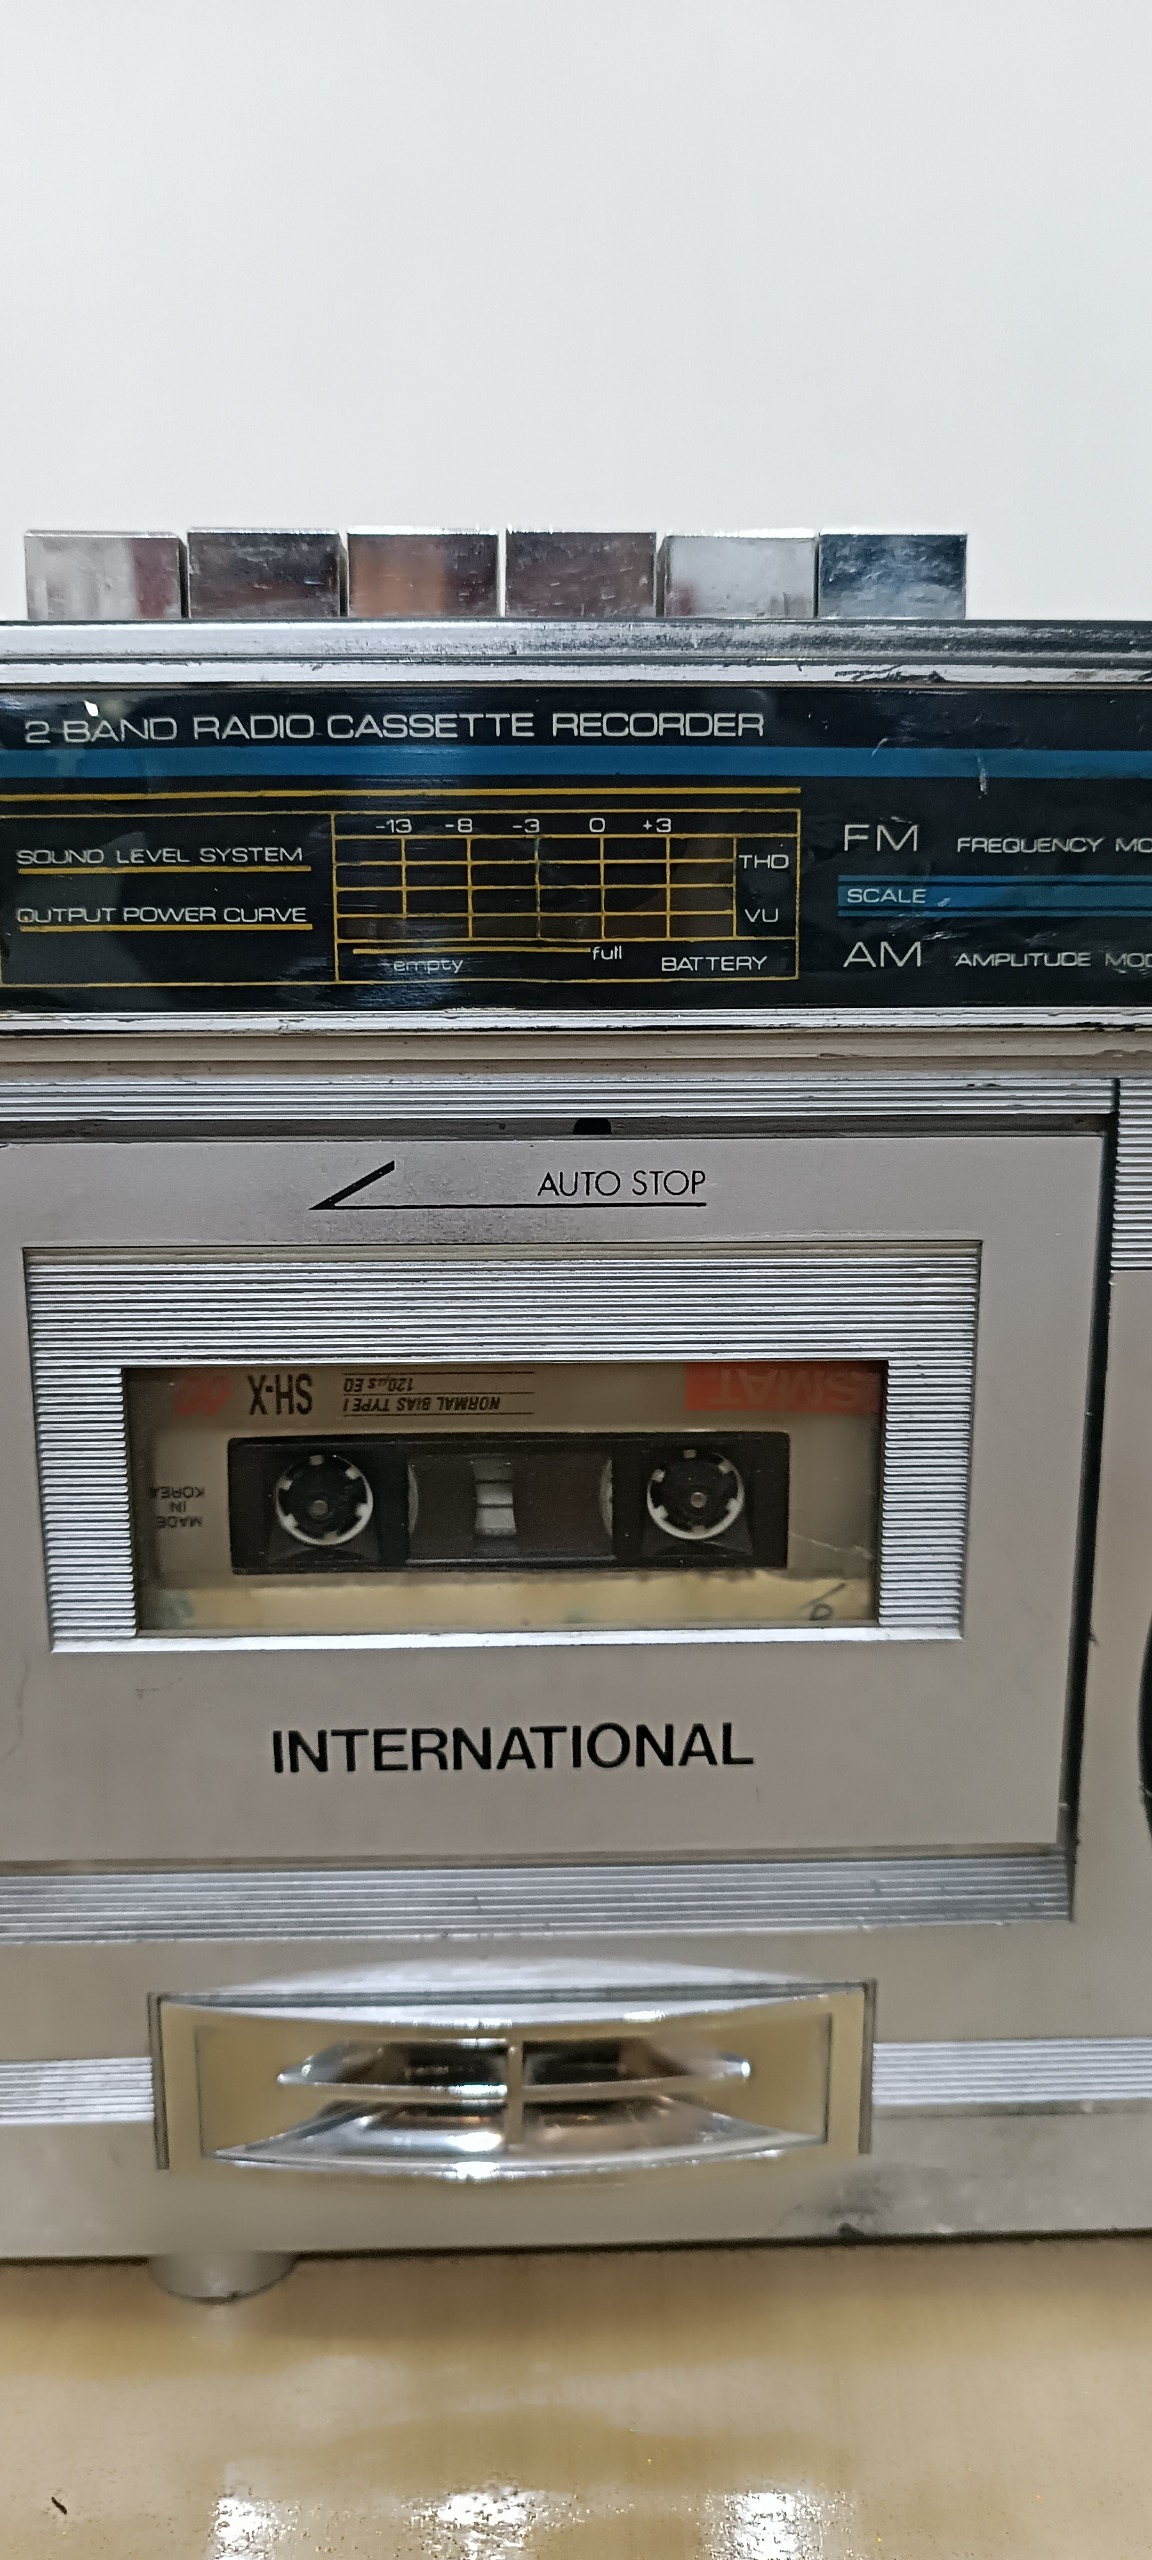 2 BAND RADIO CASSETTE RECORDER
-13 -8 -3 0 +3
SOUND LEVEL SYSTEM
THD
OUTPUT POWER CURVE
VU
empty
full
BATTERY
FM FREQUENCY MO
SCALE
AM AMPLITUDE MOD
AUTO STOP
SH-X
NORMAL BIAS TYPE I
120µs EQ
MADE
IN
KOREA
INTERNATIONAL